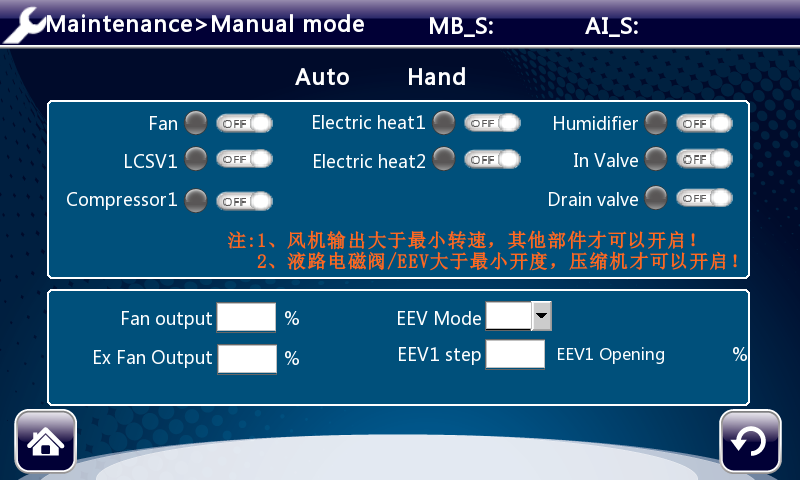 Maintenance>Manual mode MB_S: AI_S:
Auto Hand
Fan OFF Electric heat1 OFF Humidifier OFF
LCSV1 OFF Electric heat2 OFF In Valve OFF
Compressor1 OFF Drain valve OFF
注:1、风机输出大于最小转速，其他部件才可以开启！
2、液路电磁阀/EEV大于最小开度，压缩机才可以开启！
Fan output % EEV Mode
Ex Fan Output % EEV1 step EEV1 Opening %